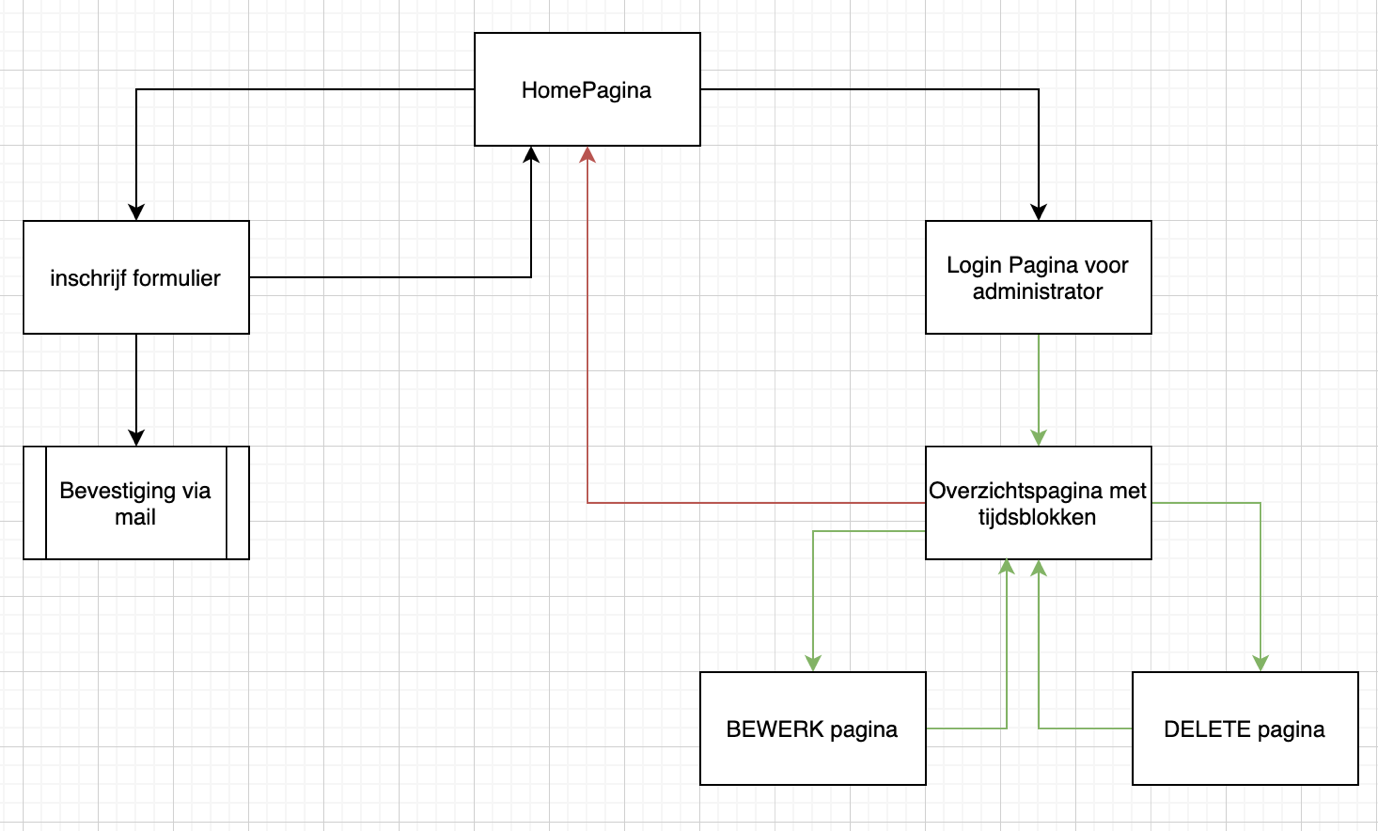 HomePagina
inschrijf formulier
Login Pagina voor
administrator
Bevestiging via
mail
Overzichtspagina met
tijdsblokken
BEWERK pagina
DELETE pagina